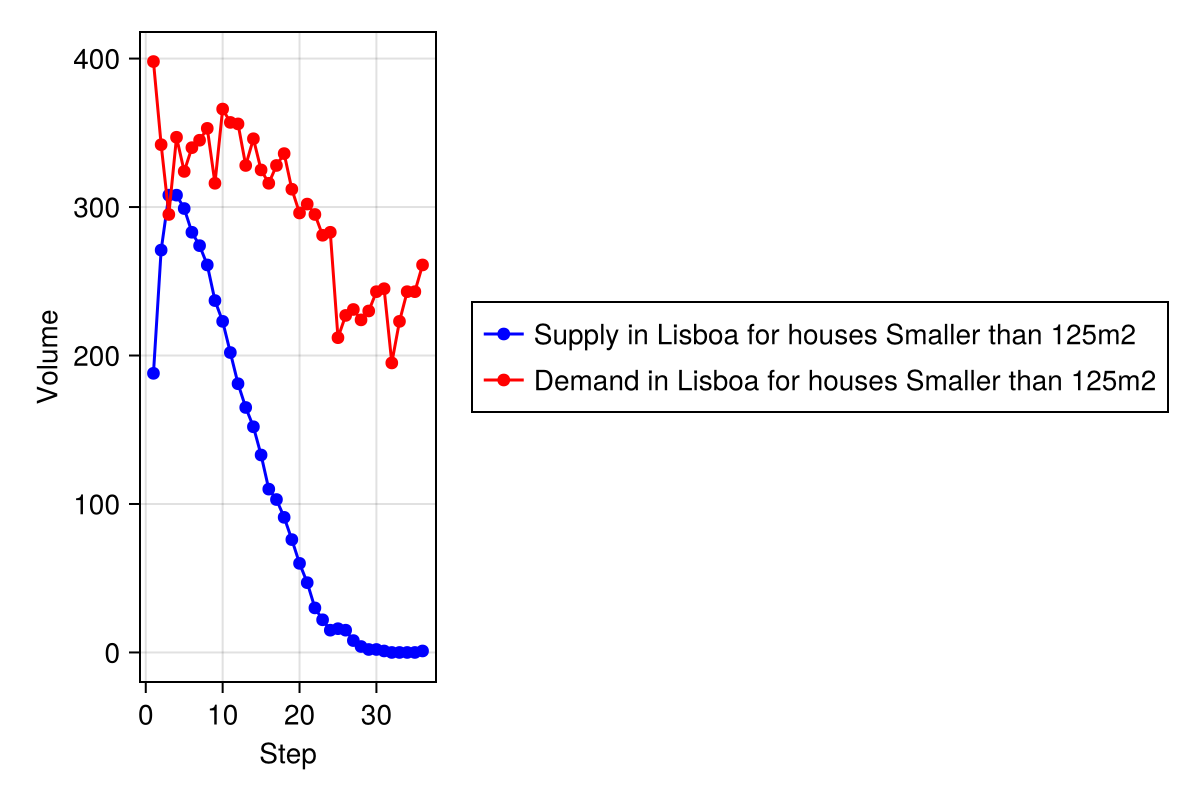 400
300
200
100
0
Volume
0 10 20 30
Step
Supply in Lisboa for houses Smaller than 125m2
Demand in Lisboa for houses Smaller than 125m2